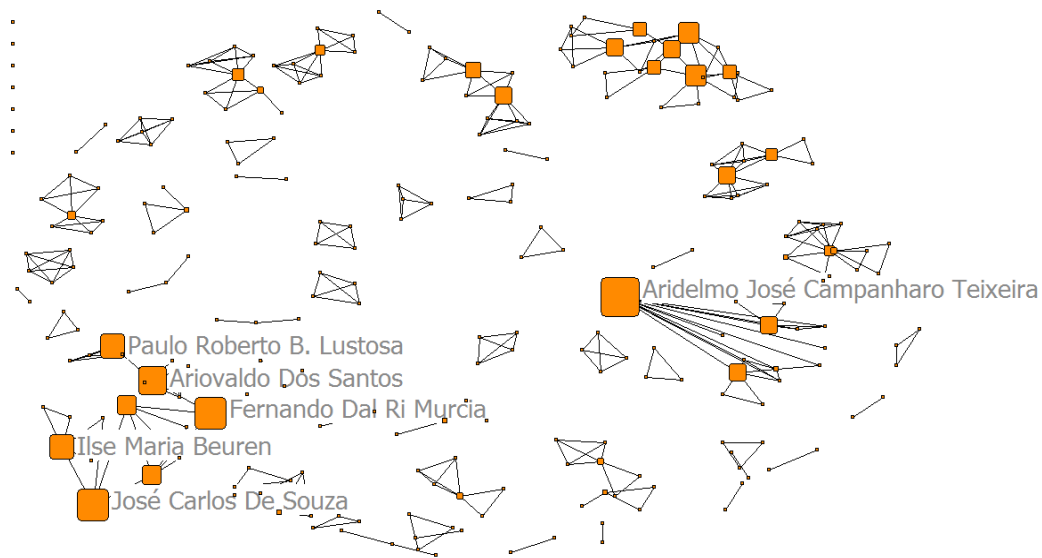 Aridelmo José Campanharo Teixeira
Paulo Roberto B. Lustosa
Ariovaldo Dos Santos
Fernando Dal Ri Murcia
Ilse Maria Beuren
José Carlos De Souza